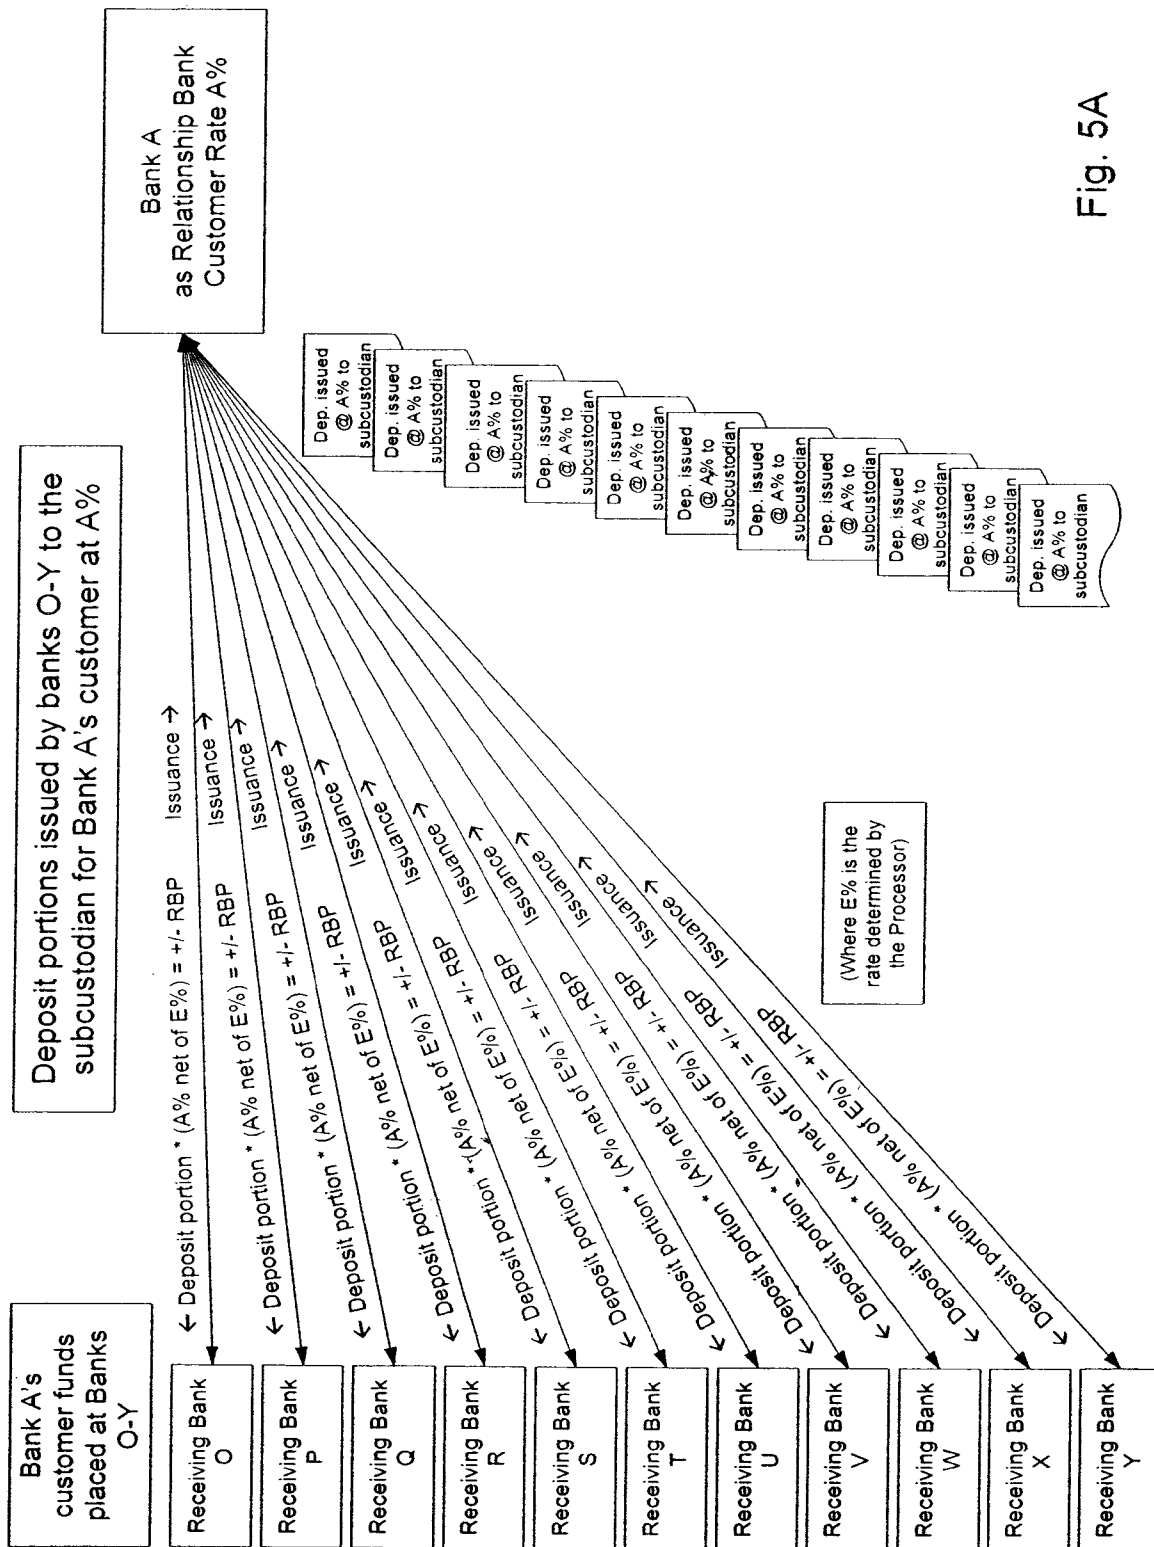 Bank A's
customer funds
placed at Banks
O-Y
Deposit portions issued by banks O-Y to the
subcustodian for Bank A's customer at A%
Bank A
as Relationship Bank
Customer Rate A%
Receiving Bank
O
Receiving Bank
P
Receiving Bank
Q
Receiving Bank
R
Receiving Bank
S
Receiving Bank
T
Receiving Bank
U
Receiving Bank
V
Receiving Bank
W
Receiving Bank
X
Receiving Bank
Y
← Deposit portion * (A% net of E%) = +/- RBP Issuance →
← Deposit portion * (A% net of E%) = +/- RBP Issuance →
← Deposit portion * (A% net of E%) = +/- RBP Issuance →
← Deposit portion * (A% net of E%) = +/- RBP Issuance →
← Deposit portion * (A% net of E%) = +/- RBP Issuance →
← Deposit portion * (A% net of E%) = +/- RBP Issuance →
← Deposit portion * (A% net of E%) = +/- RBP Issuance →
← Deposit portion * (A% net of E%) = +/- RBP Issuance →
← Deposit portion * (A% net of E%) = +/- RBP Issuance →
← Deposit portion * (A% net of E%) = +/- RBP Issuance →
← Deposit portion * (A% net of E%) = +/- RBP Issuance →
Dep. issued
@ A% to
subcustodian
Dep. issued
@ A% to
subcustodian
Dep. issued
@ A% to
subcustodian
Dep. issued
@ A% to
subcustodian
Dep. issued
@ A% to
subcustodian
Dep. issued
@ A% to
subcustodian
Dep. issued
@ A% to
subcustodian
Dep. issued
@ A% to
subcustodian
Dep. issued
@ A% to
subcustodian
Dep. issued
@ A% to
subcustodian
Dep. issued
@ A% to
subcustodian
(Where E% is the
rate determined by
the Processor)
Fig. 5A